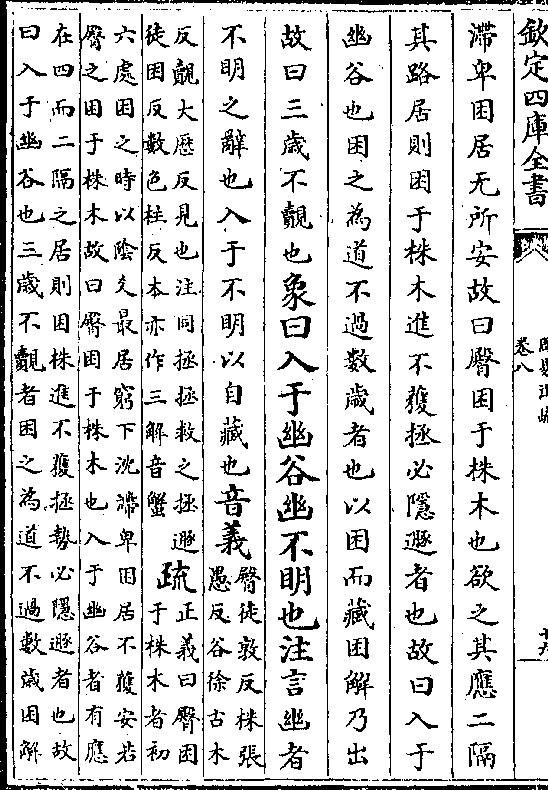 欽定四庫全書
卷八
滯卑困居无所安故曰臀困于株木也欲之其應二隔
其路居則困于株木進不獲拯必隱遯者也故曰入于
幽谷也困之為道不過數歲者也以困而藏困解乃出
故曰三歲不覿也象曰入于幽谷幽不明也注言幽者
不明之辭也入于不明以自藏也音義臀徒敦反株張
愚反谷徐古木
反覿大歷反見也注同拯拯救之拯遯
徒困反數色柱反本亦作三解音蟹
疏正義曰臀困
于株木者初
六處困之時以陰爻最居窮下沈滯卑困居不獲安若
臀之困于株木故曰臀困于株木也入于幽谷者有應
在四而二隔之居則困株進不獲拯勢必隱遯者也故
曰入于幽谷也三歲不覿者困之為道不過數歲困解